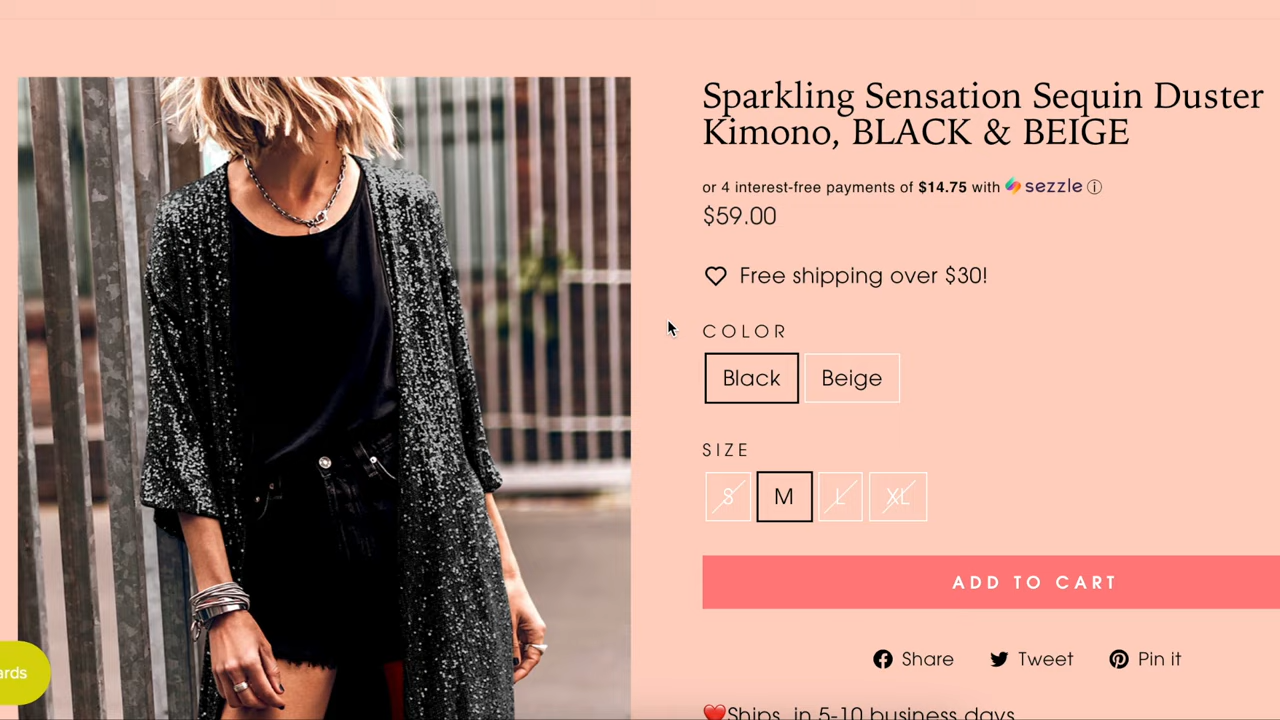 Sparkling Sensation Sequin Duster
Kimono, BLACK & BEIGE
or 4 interest-free payments of $14.75 with sezzle
$59.00
Free shipping over $30!
COLOR
Black Beige
SIZE
S M L XL
ADD TO CART
ards
Share Tweet Pin it
❤️Ships in 5-10 business days